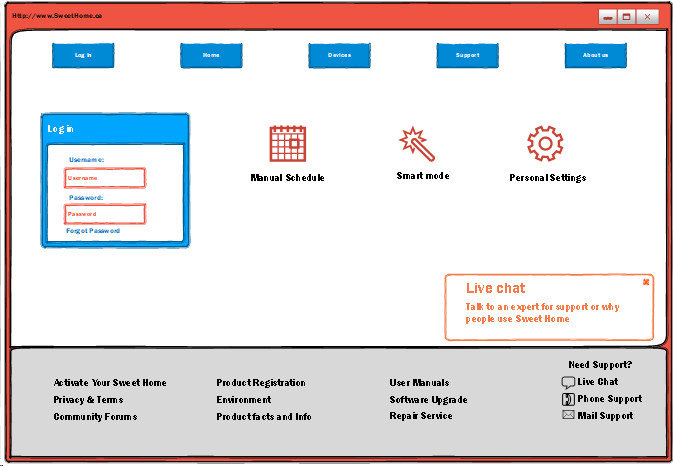 Http://www.SweetHome.ca
Log in
Home
Devices
Support
About us
Log in
Username:
Username
Password:
Password
Forgot Password
Manual Schedule
Smart mode
Personal Settings
Live chat
Talk to an expert for support or why
people use Sweet Home
Need Support?
Activate Your Sweet Home
Product Registration
User Manuals
Live Chat
Privacy & Terms
Environment
Software Upgrade
Phone Support
Community Forums
Product facts and Info
Repair Service
Mail Support